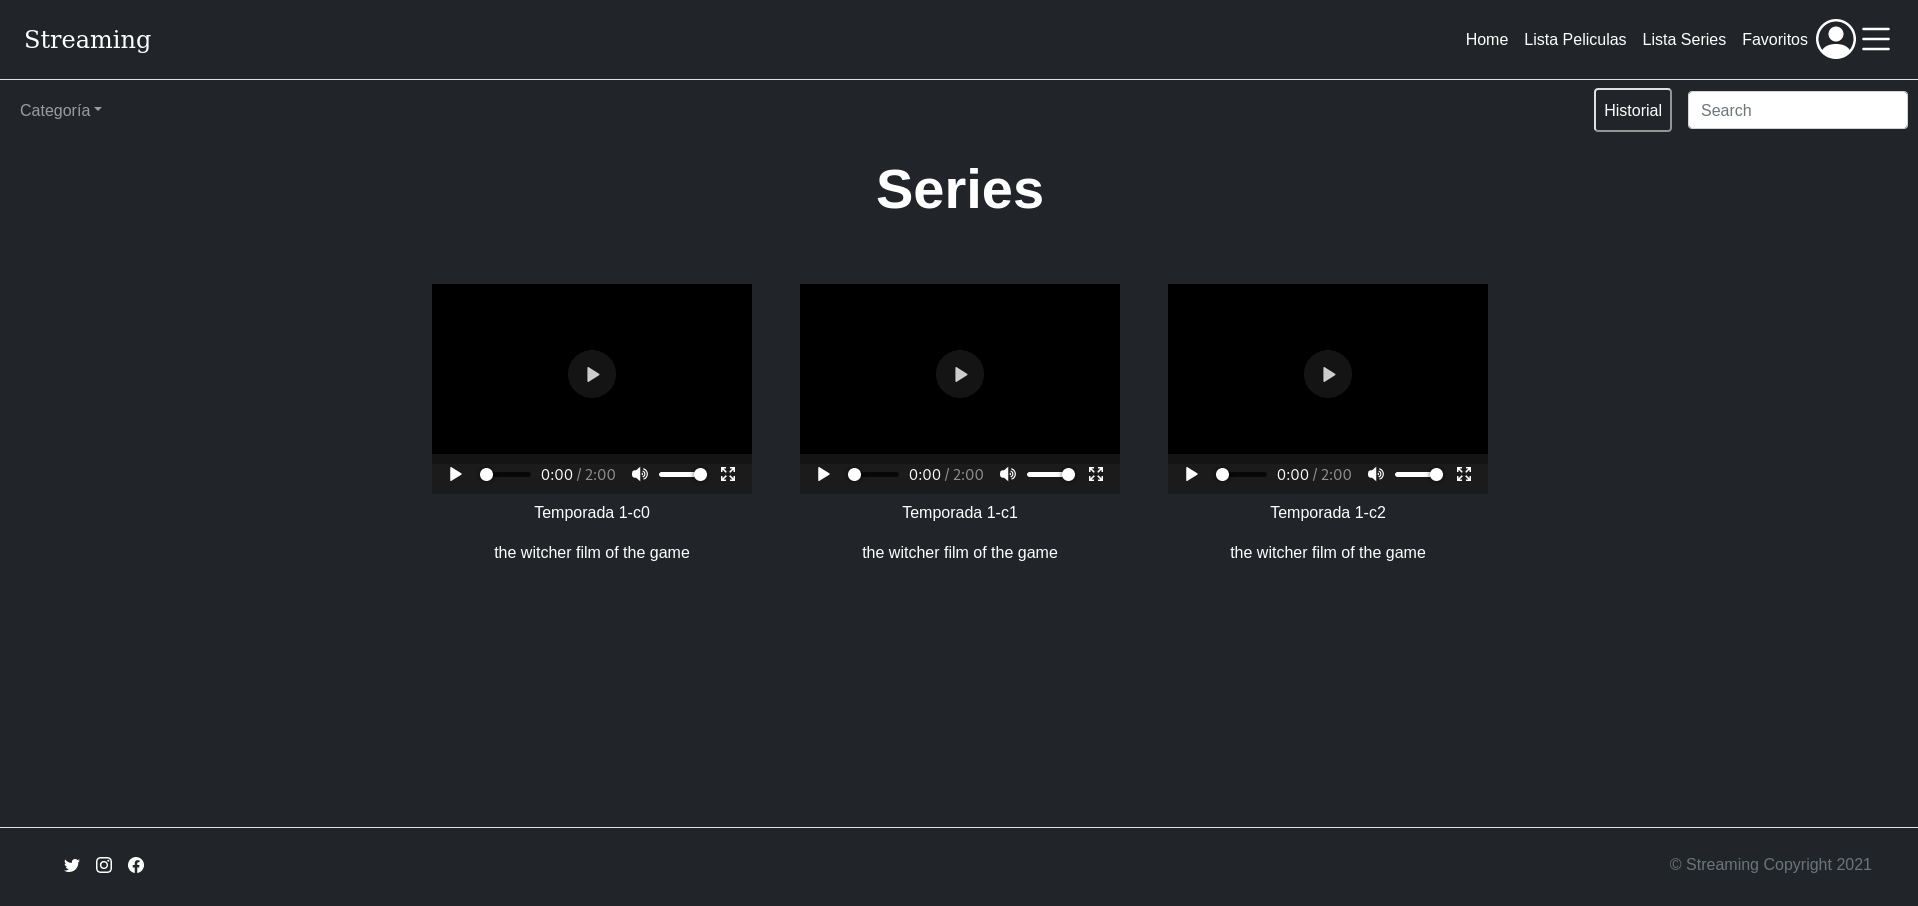 Streaming
Home Lista Peliculas Lista Series Favoritos
Categoría
Historial Search
Series
0:00 / 2:00 0:00 / 2:00 0:00 / 2:00
Temporada 1-c0 Temporada 1-c1 Temporada 1-c2
the witcher film of the game the witcher film of the game the witcher film of the game
© Streaming Copyright 2021